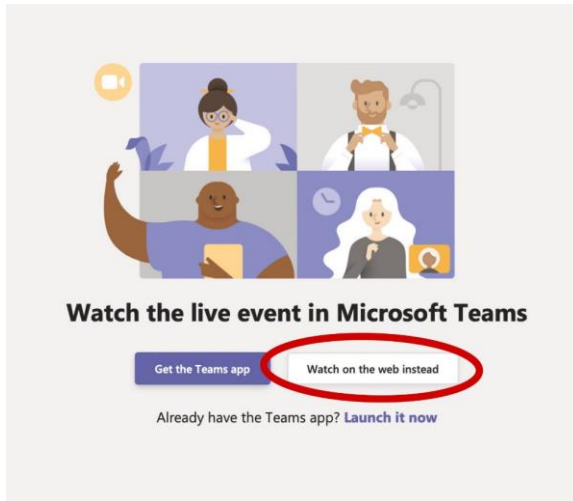 Watch the live event in Microsoft Teams
Get the Teams app
Watch on the web instead
Already have the Teams app? Launch it now